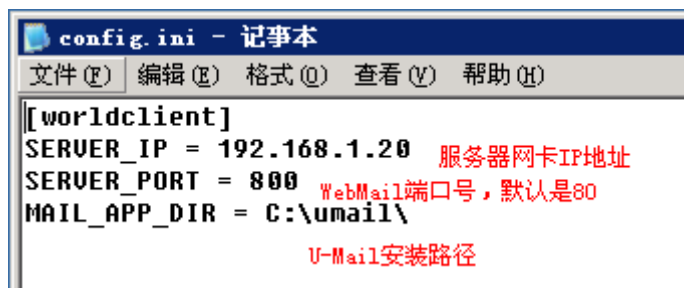 config.ini - 记事本
文件(F) 编辑(E) 格式(O) 查看(V) 帮助(H)
[worldclient]
SERVER_IP = 192.168.1.20 服务器网卡IP地址
SERVER_PORT = 800 WebMail端口号，默认是80
MAIL_APP_DIR = C:\umail\
U-Mail安装路径